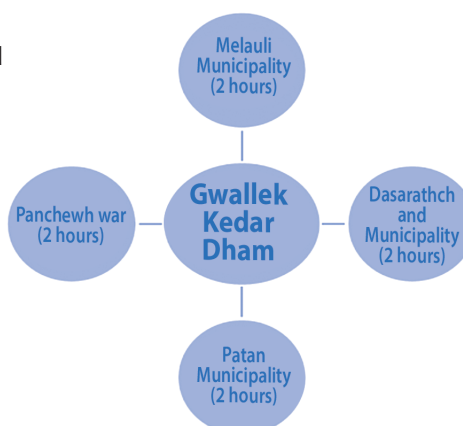 Melauli
Municipality
(2 hours)
Panchewh war
(2 hours)
Gwallek
Kedar
Dham
Dasarathch
and
Municipality
(2 hours)
Patan
Municipality
(2 hours)